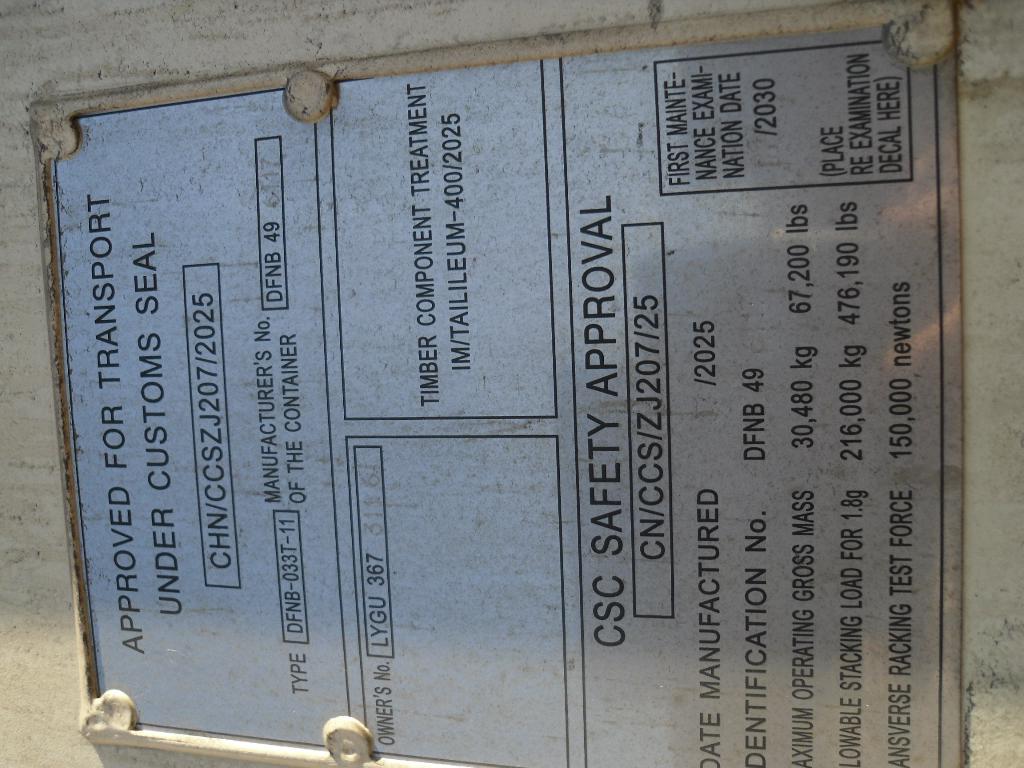 APPROVED FOR TRANSPORT
UNDER CUSTOMS SEAL
CHN/CCSZJ207/2025
TYPE DFNB-033T-11 MANUFACTURER'S No.
OF THE CONTAINER DFNB 49
OWNER'S No. LYGU 367
TIMBER COMPONENT TREATMENT
IM/TALILEUM-400/2025
CSC SAFETY APPROVAL
CN/CCS/ZJ207/25
DATE MANUFACTURED /2025
DENTIFICATION No. DFNB 49
AXIMUM OPERATING GROSS MASS 30,480 kg 67,200 lbs
LOWABLE STACKING LOAD FOR 1.8g 216,000 kg 476,190 lbs
ANSVERSE RACKING TEST FORCE 150,000 newtons
FIRST MAINTE-
NANCE EXAMI-
NATION DATE
/2030
(PLACE
RE EXAMINATION
DECAL HERE)